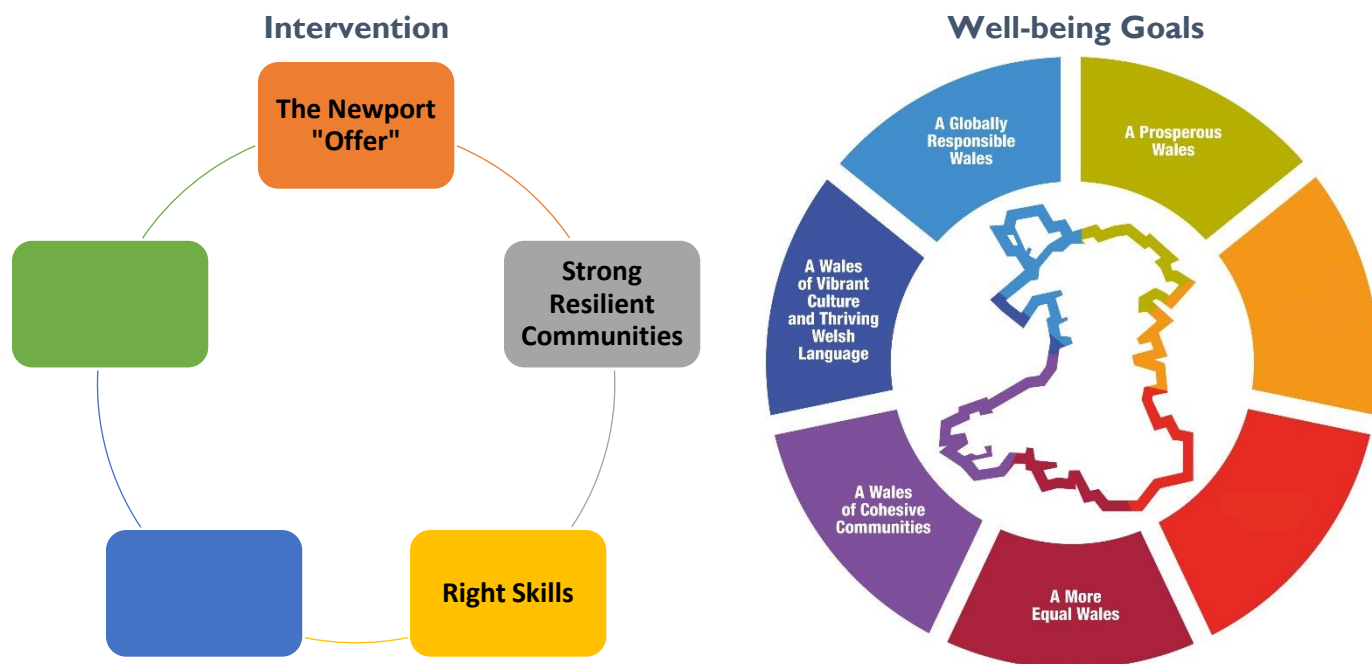 Intervention
The Newport
"Offer"
Strong
Resilient
Communities
Right Skills
Well-being Goals
A Globally
Responsible
Wales
A Prosperous
Wales
A Wales
of Vibrant
Culture
and Thriving
Welsh
Language
A Wales
of Cohesive
Communities
A More
Equal Wales